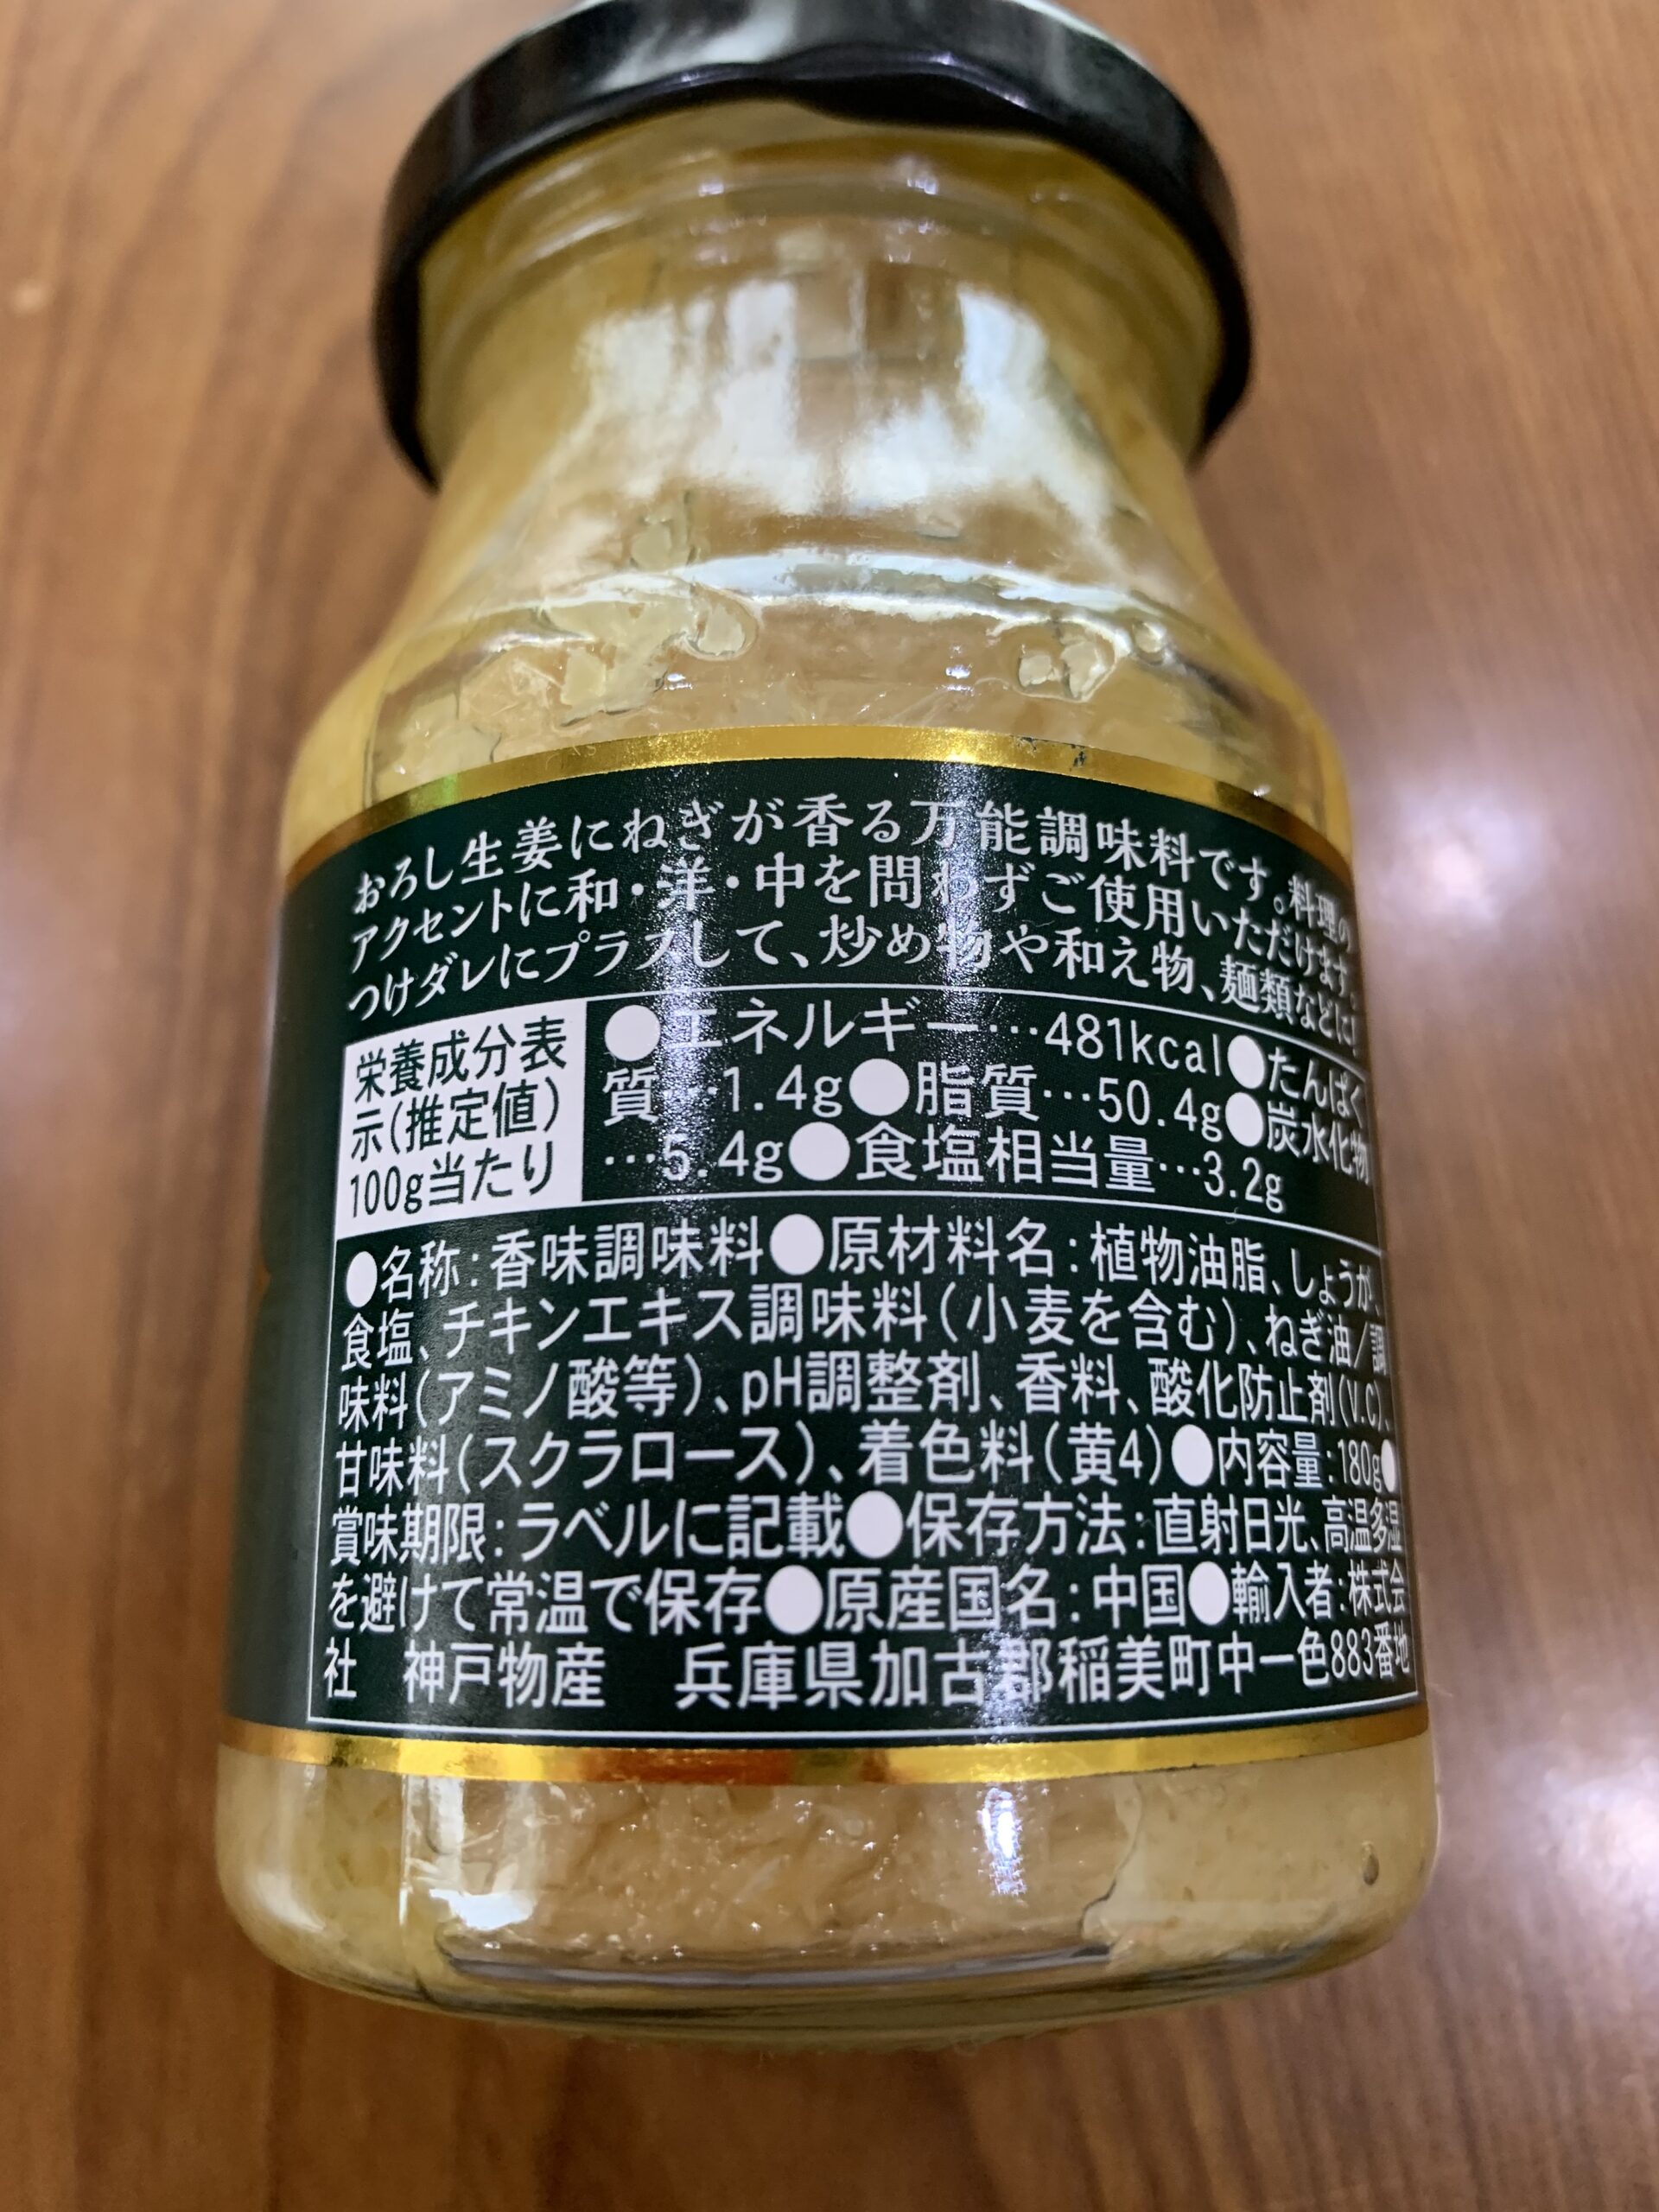 おろし生姜にねぎが香る万能調味料です。料理の
アクセントに和・洋・中を問わずご使用いただけます。
つけダレにプラスして、炒め物や和え物、麺類などに!
栄養成分表
示(推定値)
100g当たり
●エネルギー…481kcal●たんぱく
質…1.4g●脂質…50.4g●炭水化物
…5.4g●食塩相当量…3.2g
●名称:香味調味料●原材料名:植物油脂、しょうが、
食塩、チキンエキス調味料(小麦を含む)、ねぎ油/調
味料(アミノ酸等)、pH調整剤、香料、酸化防止剤(V.C)、
甘味料(スクラロース)、着色料(黄4)●内容量:180g●
賞味期限:ラベルに記載●保存方法:直射日光、高温多湿
を避けて常温で保存●原産国名:中国●輸入者:株式会
社 神戸物産 兵庫県加古郡稲美町中一色883番地